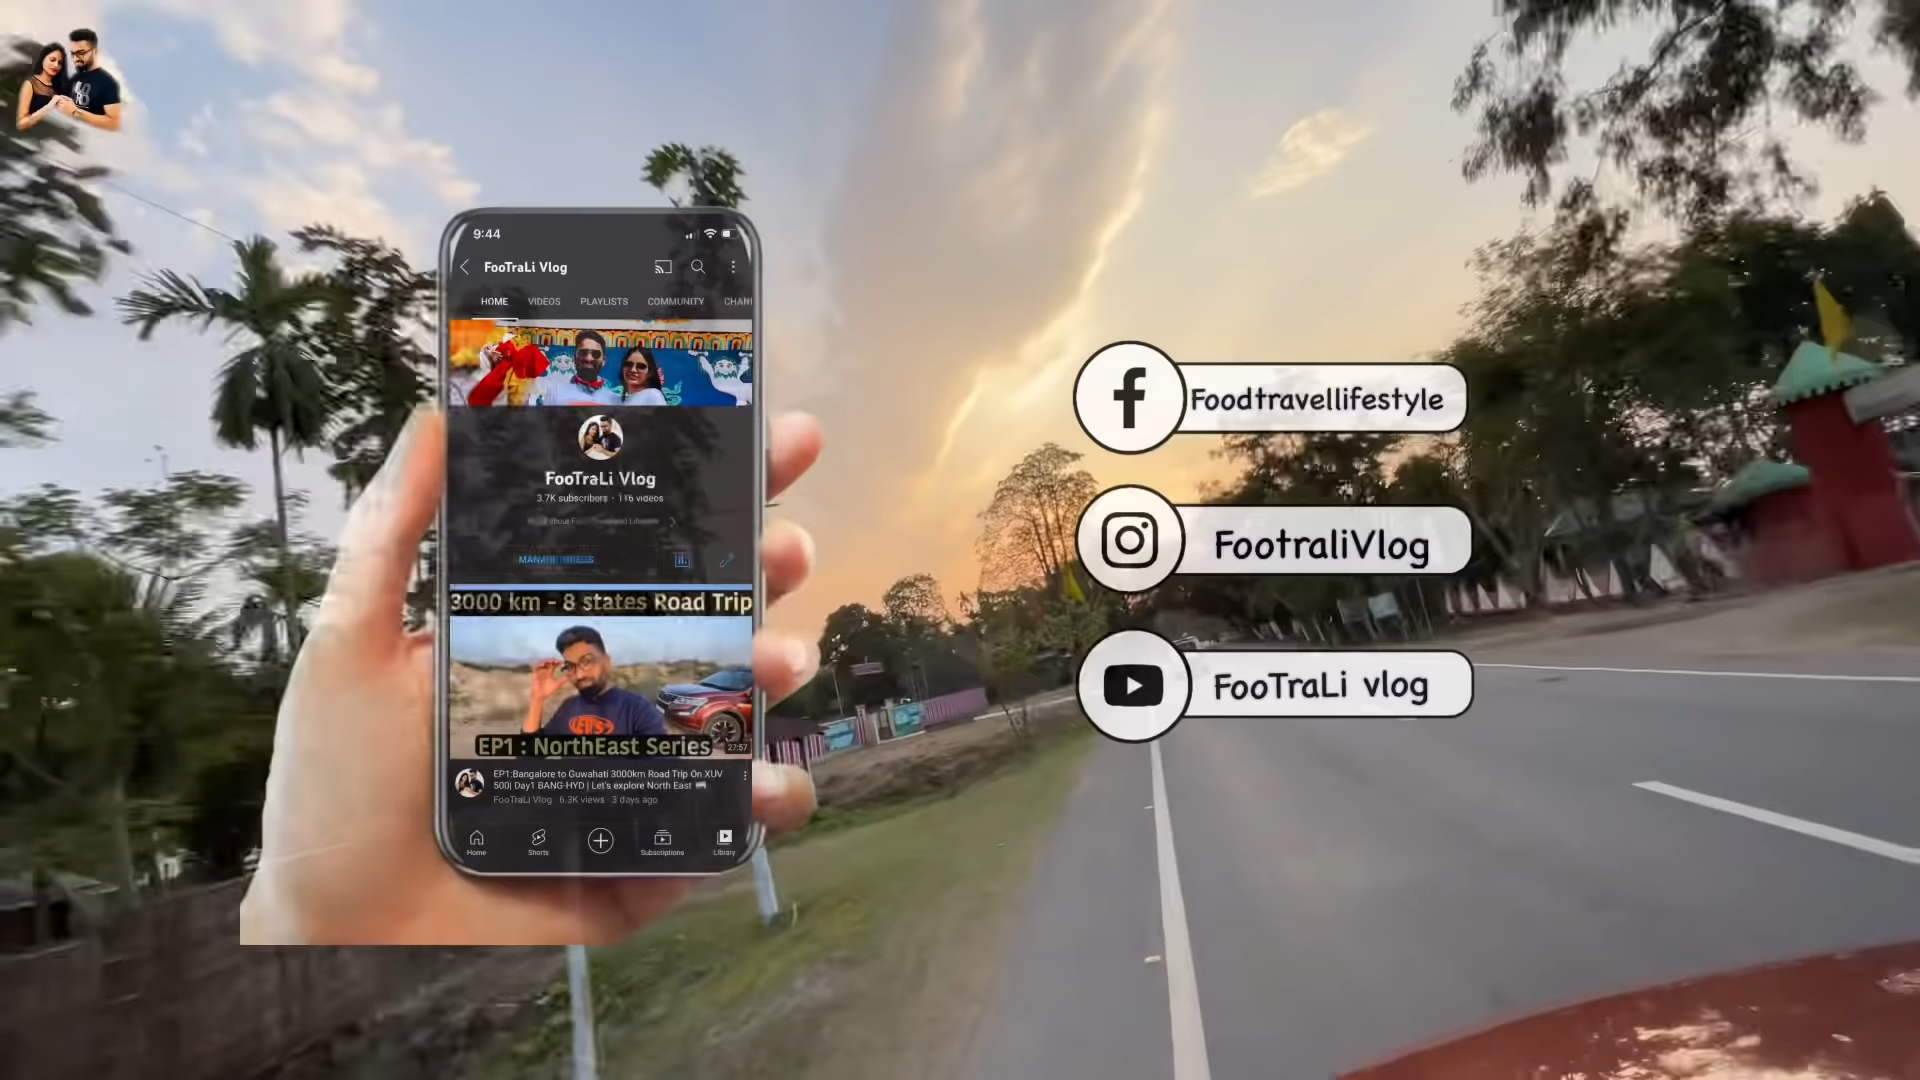 9:44
FooTraLi Vlog
HOME VIDEOS PLAYLISTS COMMUNITY CHAN
FooTraLi Vlog
3.7K subscribers · 116 videos
3000 km - 8 states Road Trip
LET'S
EP1 : NorthEast Series
27:57
EP1:Bangalore to Guwahati 3000km Road Trip On XUV
500| Day1 BANG-HYD | Let's explore North East
FooTraLi Vlog 6.3K views 3 days ago
Home Shorts Subscriptions Library
Foodtravellifestyle
FootraliVlog
FooTraLi vlog